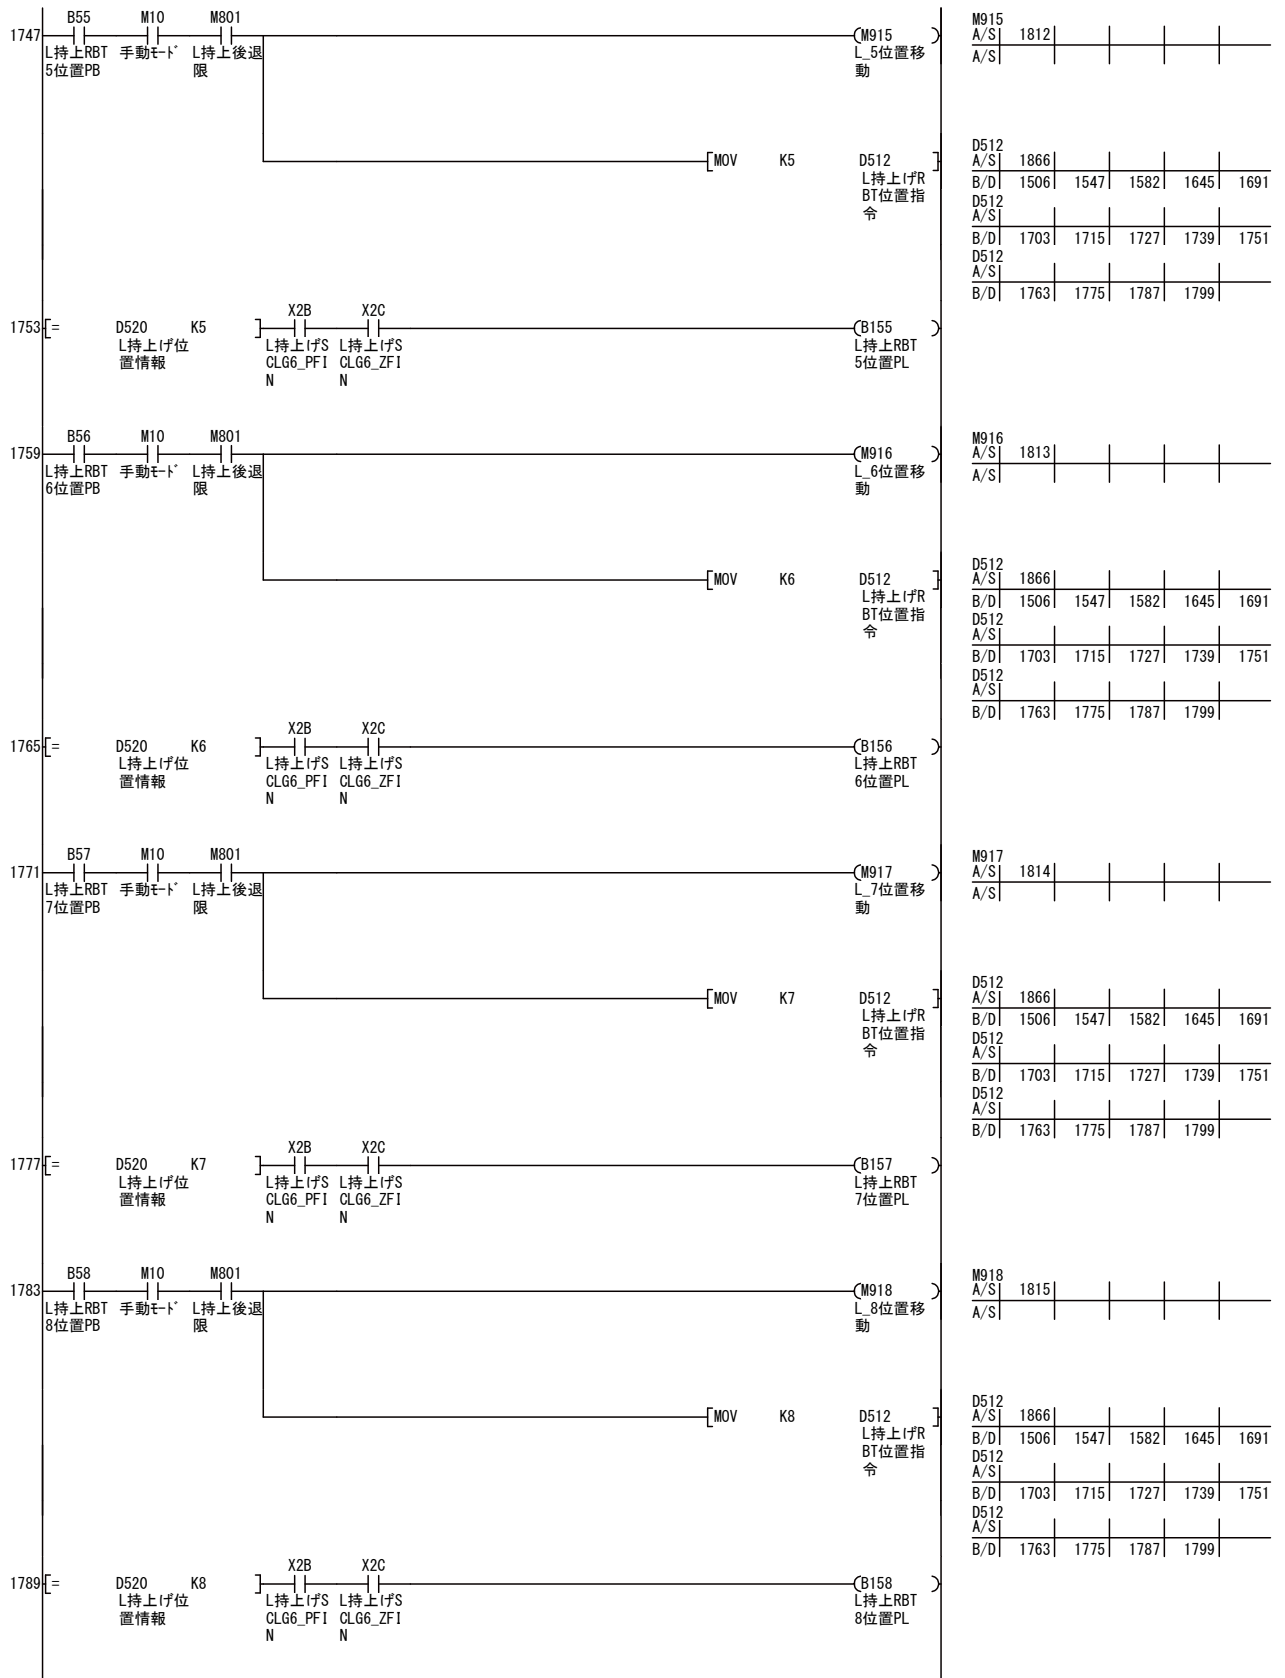 B55 M10 M801
1747 (M915 )
L持上RBT 手動ﾓｰﾄﾞ L持上後退 L_5位置移
5位置PB 限 動
M915
A/S| 1812| | | |
A/S| | | | |
[MOV K5 D512 ]
L持上げR
BT位置指
令
D512
A/S| 1866| | | |
B/D| 1506| 1547| 1582| 1645| 1691
D512
A/S| | | | |
B/D| 1703| 1715| 1727| 1739| 1751
D512
A/S| | | | |
B/D| 1763| 1775| 1787| 1799|
X2B X2C
1753 [= D520 K5 ] (B155 )
L持上げ位 L持上げS L持上げS L持上RBT
置情報 CLG6_PFI CLG6_ZFI 5位置PL
N N
B56 M10 M801
1759 (M916 )
L持上RBT 手動ﾓｰﾄﾞ L持上後退 L_6位置移
6位置PB 限 動
M916
A/S| 1813| | | |
A/S| | | | |
[MOV K6 D512 ]
L持上げR
BT位置指
令
D512
A/S| 1866| | | |
B/D| 1506| 1547| 1582| 1645| 1691
D512
A/S| | | | |
B/D| 1703| 1715| 1727| 1739| 1751
D512
A/S| | | | |
B/D| 1763| 1775| 1787| 1799|
X2B X2C
1765 [= D520 K6 ] (B156 )
L持上げ位 L持上げS L持上げS L持上RBT
置情報 CLG6_PFI CLG6_ZFI 6位置PL
N N
B57 M10 M801
1771 (M917 )
L持上RBT 手動ﾓｰﾄﾞ L持上後退 L_7位置移
7位置PB 限 動
M917
A/S| 1814| | | |
A/S| | | | |
[MOV K7 D512 ]
L持上げR
BT位置指
令
D512
A/S| 1866| | | |
B/D| 1506| 1547| 1582| 1645| 1691
D512
A/S| | | | |
B/D| 1703| 1715| 1727| 1739| 1751
D512
A/S| | | | |
B/D| 1763| 1775| 1787| 1799|
X2B X2C
1777 [= D520 K7 ] (B157 )
L持上げ位 L持上げS L持上げS L持上RBT
置情報 CLG6_PFI CLG6_ZFI 7位置PL
N N
B58 M10 M801
1783 (M918 )
L持上RBT 手動ﾓｰﾄﾞ L持上後退 L_8位置移
8位置PB 限 動
M918
A/S| 1815| | | |
A/S| | | | |
[MOV K8 D512 ]
L持上げR
BT位置指
令
D512
A/S| 1866| | | |
B/D| 1506| 1547| 1582| 1645| 1691
D512
A/S| | | | |
B/D| 1703| 1715| 1727| 1739| 1751
D512
A/S| | | | |
B/D| 1763| 1775| 1787| 1799|
X2B X2C
1789 [= D520 K8 ] (B158 )
L持上げ位 L持上げS L持上げS L持上RBT
置情報 CLG6_PFI CLG6_ZFI 8位置PL
N N